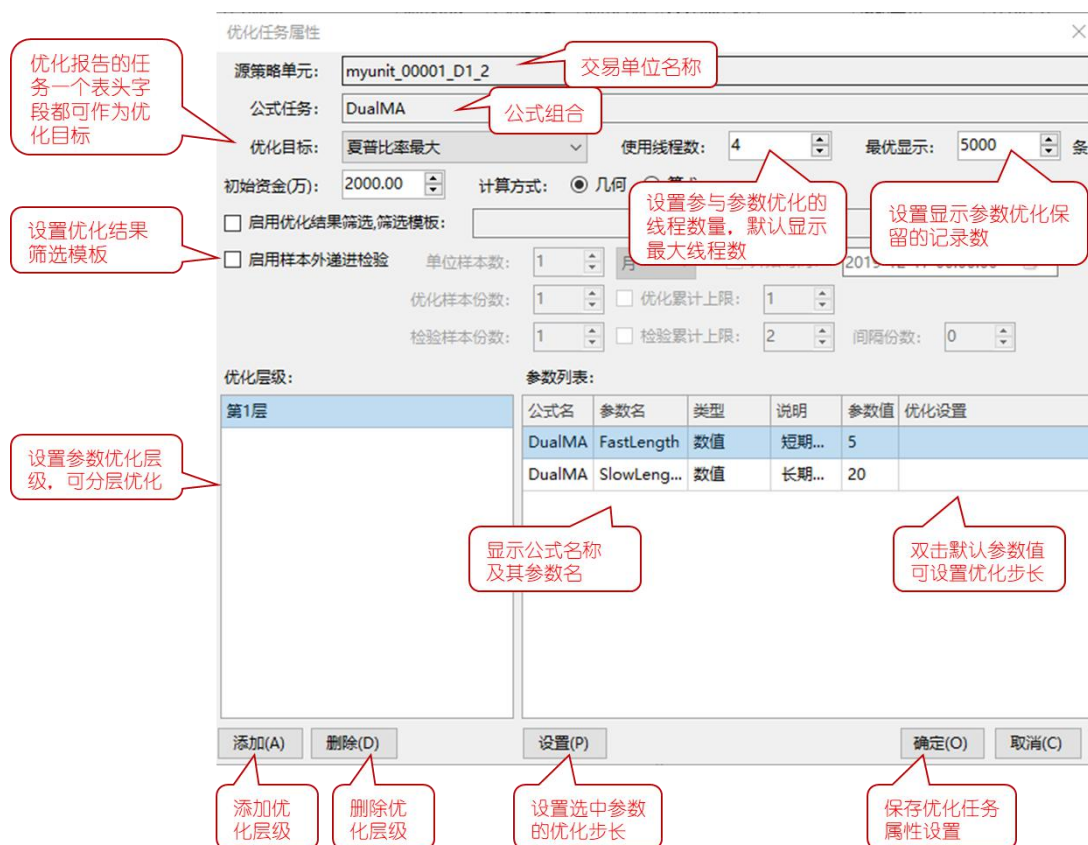 优化任务属性
优化报告的任
务一个表头字
段都可作为优
化目标
源策略单元：
myunit_00001_D1_2
交易单位名称
公式任务：
DualMA
公式组合
优化目标：
夏普比率最大
使用线程数：
4
最优显示：
5000
条
初始资金(万)：
2000.00
计算方式：
几何
设置参与参数优化的
线程数量，默认显示
最大线程数
设置显示参数优化保
留的记录数
设置优化结果
筛选模板
启用优化结果筛选,筛选模板：
启用样本外递进检验
单位样本数：
1
月
优化样本份数：
1
优化累计上限：
1
检验样本份数：
1
检验累计上限：
2
间隔份数：
0
优化层级：
参数列表：
第1层
公式名 参数名 类型 说明 参数值 优化设置
DualMA FastLength 数值 短期... 5
DualMA SlowLeng... 数值 长期... 20
设置参数优化层
级，可分层优化
显示公式名称
及其参数名
双击默认参数值
可设置优化步长
添加(A)
删除(D)
设置(P)
确定(O)
取消(C)
添加优
化层级
删除优
化层级
设置选中参数
的优化步长
保存优化任务
属性设置